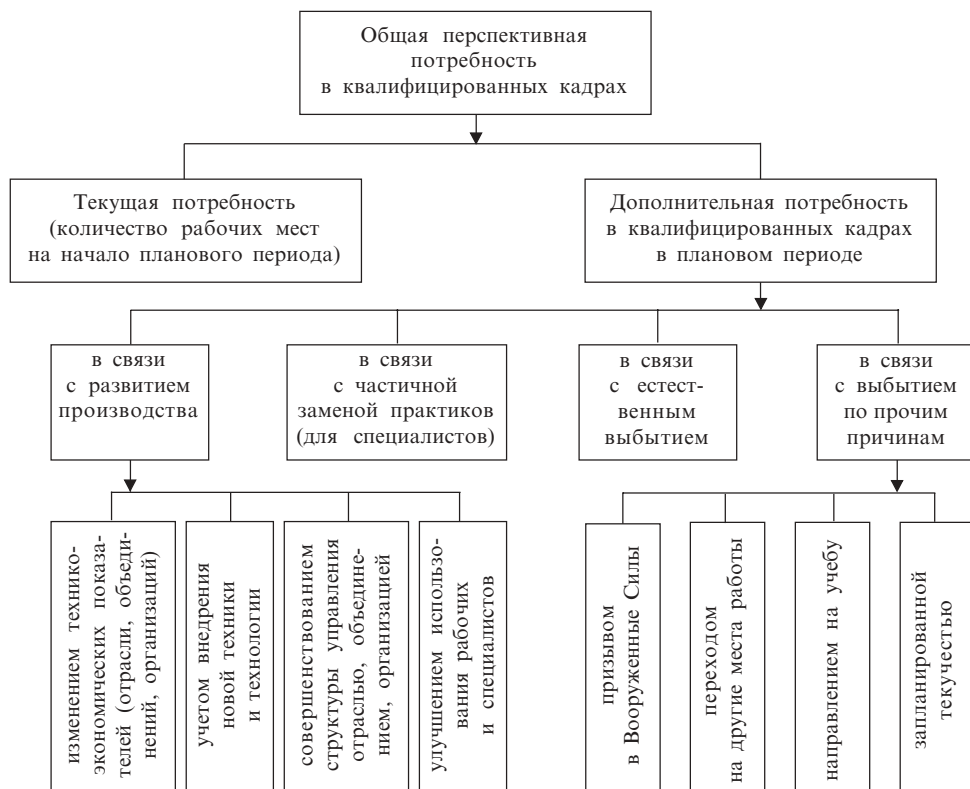 Общая перспективная
потребность
в квалифицированных кадрах
Текущая потребность
(количество рабочих мест
на начало планового периода)
Дополнительная потребность
в квалифицированных кадрах
в плановом периоде
в связи
с развитием
производства
в связи
с частичной
заменой практиков
(для специалистов)
в связи
с естест-
венным
выбытием
в связи
с выбытием
по прочим
причинам
изменением технико-
экономических показа-
телей (отрасли, объеди-
нений, организаций)
учетом внедрения
новой техники
и технологии
совершенствованием
структуры управления
отраслью, объедине-
нием, организацией
улучшением использо-
вания рабочих
и специалистов
призывом
в Вооруженные Силы
переходом
на другие места работы
направлением на учебу
запланированной
текучестью